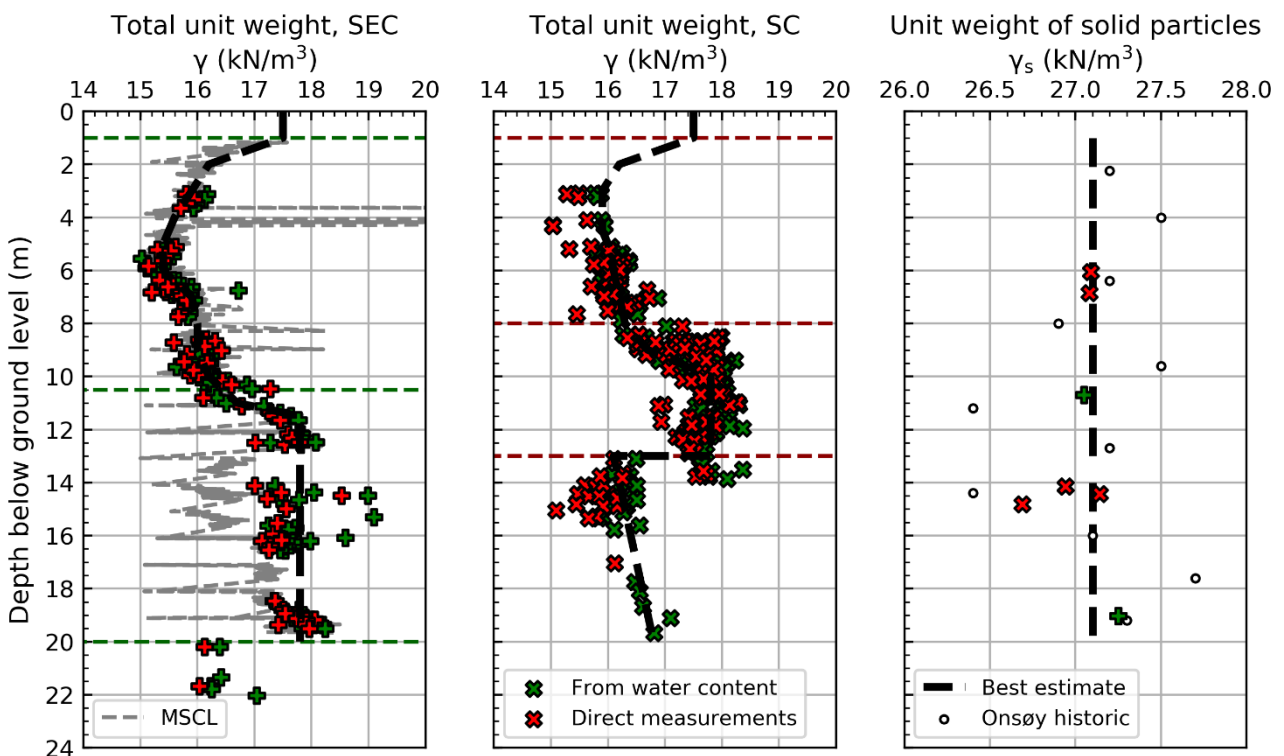 Total unit weight, SEC
γ (kN/m³)
14 15 16 17 18 19 20
Total unit weight, SC
γ (kN/m³)
14 15 16 17 18 19 20
Unit weight of solid particles
γₛ (kN/m³)
26.0 26.5 27.0 27.5 28.0
Depth below ground level (m)
0
2
4
6
8
10
12
14
16
18
20
22
24
MSCL
From water content
Direct measurements
Best estimate
Onsøy historic